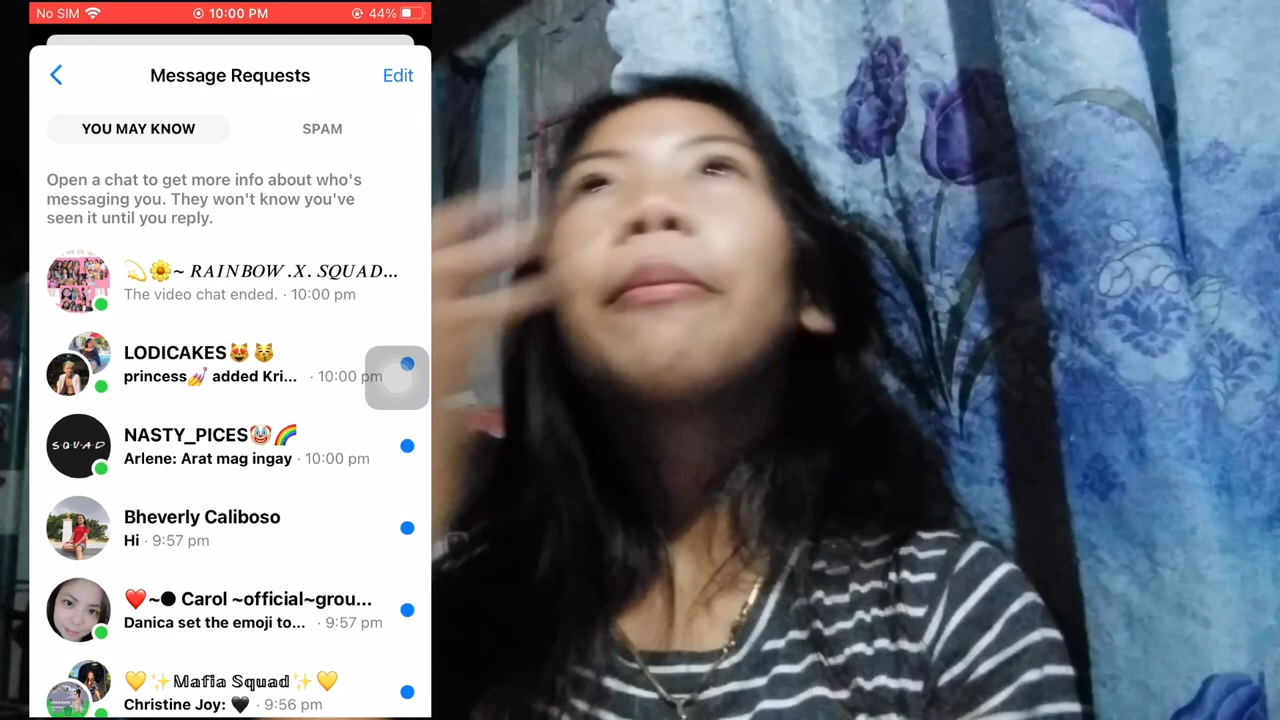 No SIM 10:00 PM 44%
Message Requests Edit
YOU MAY KNOW SPAM
Open a chat to get more info about who's
messaging you. They won't know you've
seen it until you reply.
💫🌼~ 𝑅𝐴𝐼𝑁𝐵𝑂𝑊 .𝑋. 𝑆𝑄𝑈𝐴𝐷...
The video chat ended. · 10:00 pm
LODICAKES😻😽
princess💅 added Kri... · 10:00 pm
SQUAD
NASTY_PICES🤡🌈
Arlene: Arat mag ingay · 10:00 pm
Bheverly Caliboso
Hi · 9:57 pm
❤️~● Carol ~official~grou...
Danica set the emoji to... · 9:57 pm
💛✨𝕄𝕒𝕗𝕚𝕒 𝕊𝕢𝕦𝕒𝕕✨💛
Christine Joy: 🖤 · 9:56 pm